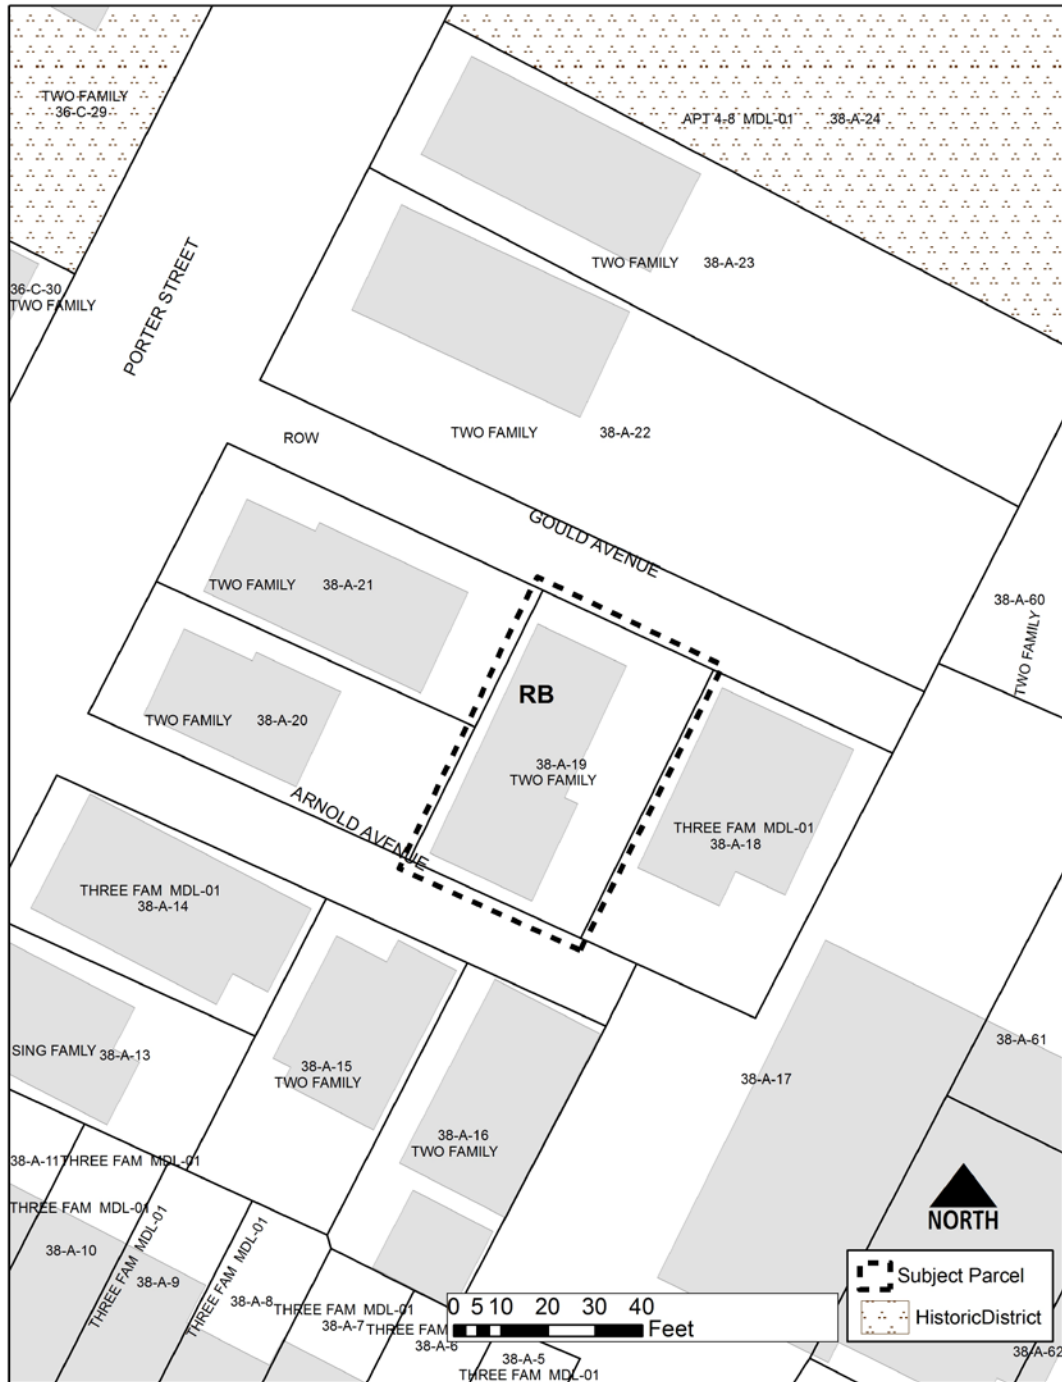 TWO FAMILY
36-C-29
APT 4-8 MDL-01 38-A-24
TWO FAMILY 38-A-23
36-C-30
TWO FAMILY
PORTER STREET
TWO FAMILY 38-A-22
ROW
GOULD AVENUE
TWO FAMILY 38-A-21
38-A-60
TWO FAMILY
RB
TWO FAMILY 38-A-20
38-A-19
TWO FAMILY
ARNOLD AVENUE
THREE FAM MDL-01
38-A-18
THREE FAM MDL-01
38-A-14
SING FAMLY 38-A-13
38-A-15
TWO FAMILY
38-A-17
38-A-61
38-A-16
TWO FAMILY
38-A-11 THREE FAM MDL-01
THREE FAM MDL-01
38-A-10
THREE FAM MDL-01
38-A-9
THREE FAM MDL-01
38-A-8
THREE FAM MDL-01
38-A-7
THREE FAM
38-A-6
38-A-5
THREE FAM MDL-01
NORTH
Subject Parcel
HistoricDistrict
0 5 10 20 30 40
Feet
38-A-62